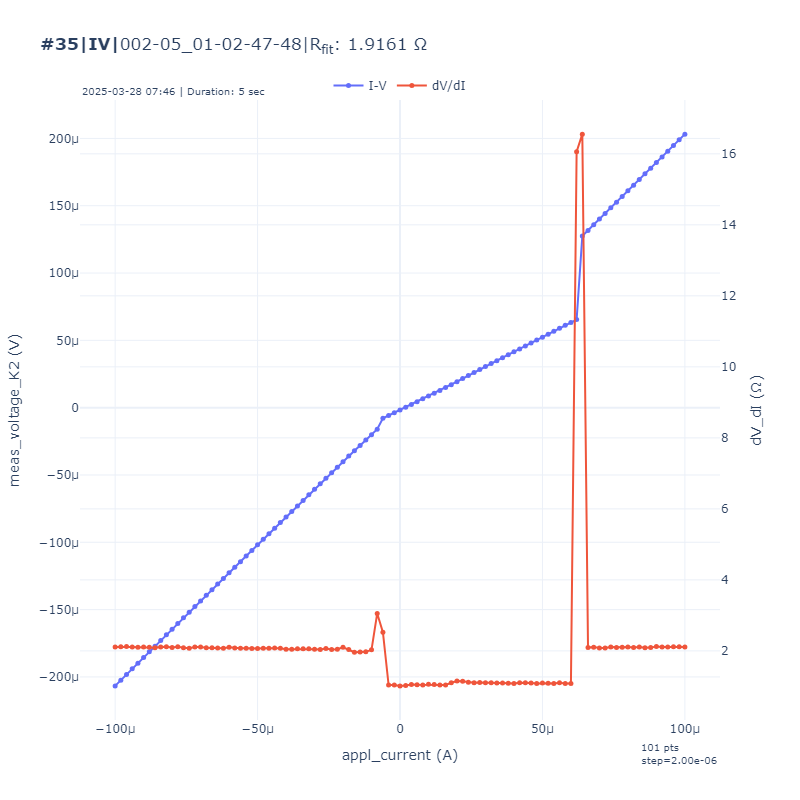 #35|IV|002-05_01-02-47-48|Rfit: 1.9161 Ω
2025-03-28 07:46 | Duration: 5 sec
I-V
dV/dI
200μ
150μ
100μ
50μ
0
−50μ
−100μ
−150μ
−200μ
meas_voltage_K2 (V)
16
14
12
10
8
6
4
2
dV_dI (Ω)
−100μ
−50μ
0
50μ
100μ
appl_current (A)
101 pts
step=2.00e-06